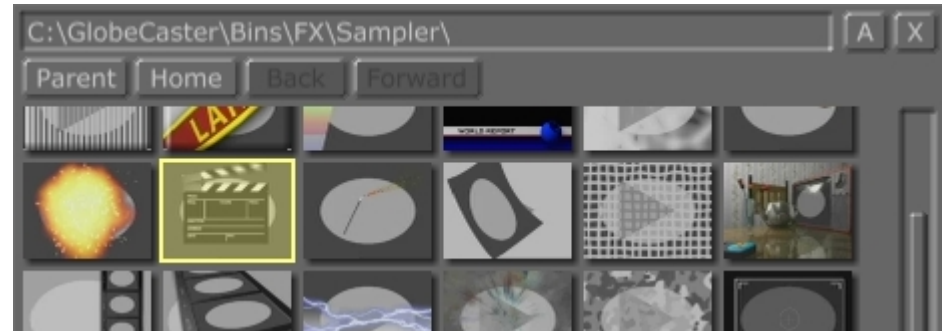 C:\GlobeCaster\Bins\FX\Sampler\ A X
Parent Home Back Forward
WORLD REPORT